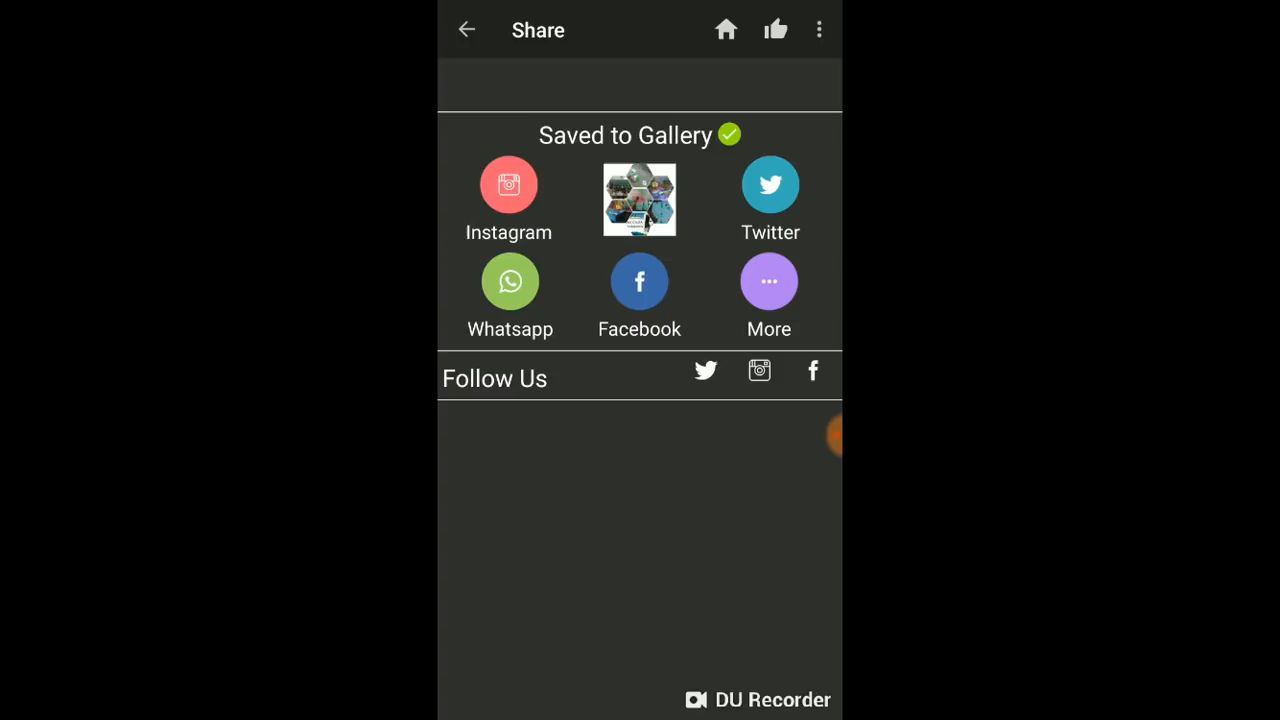 Share
Saved to Gallery
Instagram
Twitter
Whatsapp
Facebook
More
Follow Us
DU Recorder